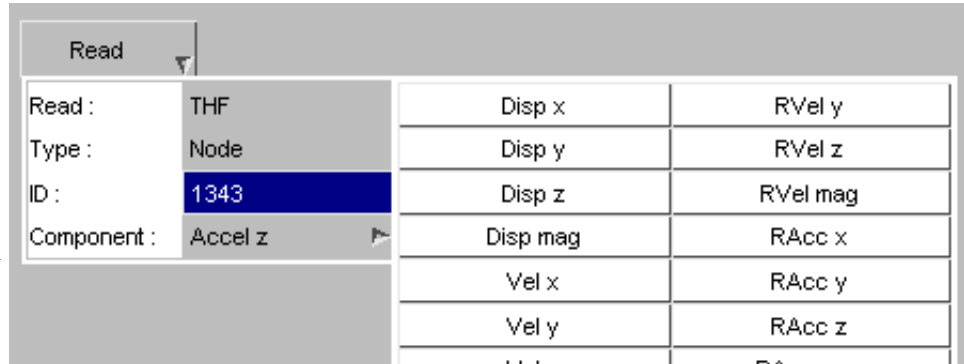 Read
Read : THF Disp x RVel y
Type : Node Disp y RVel z
ID : 1343 Disp z RVel mag
Component : Accel z Disp mag RAcc x
Vel x RAcc y
Vel y RAcc z